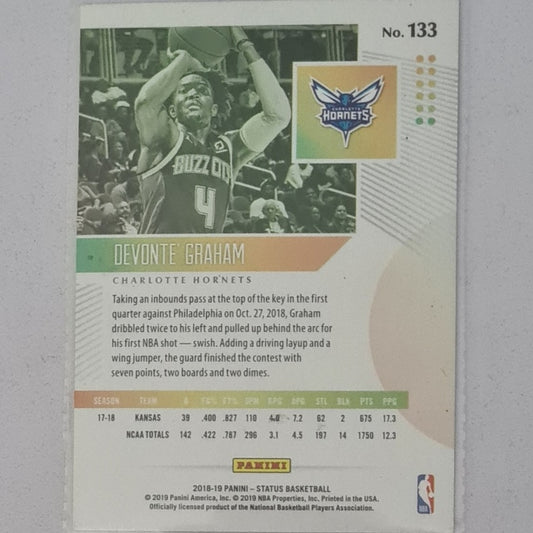 No. 133
CHARLOTTE
HORNETS
BUZZ CITY
4
DEVONTE' GRAHAM
CHARLOTTE HORNETS
Taking an inbounds pass at the top of the key in the first
quarter against Philadelphia on Oct. 27, 2018, Graham
dribbled twice to his left and pulled up behind the arc for
his first NBA shot — swish. Adding a driving layup and a
wing jumper, the guard finished the contest with
seven points, two boards and two dimes.
SEASON TEAM G FG% FT% 3PM RPG APG STL BLK PTS PPG
17-18 KANSAS 39 .400 .827 110 4.0 7.2 62 2 675 17.3
NCAA TOTALS 142 .422 .787 296 3.1 4.5 197 14 1750 12.3
PANINI
2018-19 PANINI – STATUS BASKETBALL
© 2019 Panini America, Inc. © 2019 NBA Properties, Inc. Printed in the USA.
Officially licensed product of the National Basketball Players Association.
NBA